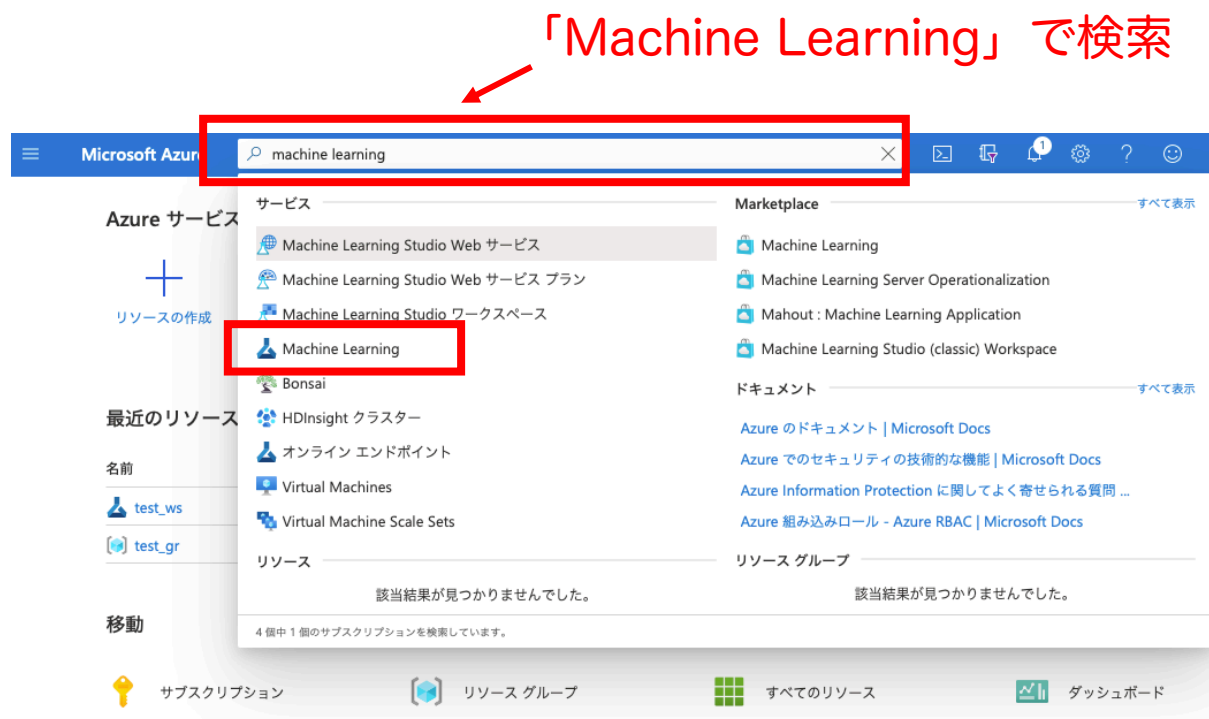 「Machine Learning」で検索
Microsoft Azur
machine learning
1
Azure サービス
リソースの作成
最近のリソース
名前
test_ws
test_gr
移動
サービス
Machine Learning Studio Web サービス
Machine Learning Studio Web サービス プラン
Machine Learning Studio ワークスペース
Machine Learning
Bonsai
HDInsight クラスター
オンライン エンドポイント
Virtual Machines
Virtual Machine Scale Sets
リソース
該当結果が見つかりませんでした。
Marketplace すべて表示
Machine Learning
Machine Learning Server Operationalization
Mahout : Machine Learning Application
Machine Learning Studio (classic) Workspace
ドキュメント すべて表示
Azure のドキュメント | Microsoft Docs
Azure でのセキュリティの技術的な機能 | Microsoft Docs
Azure Information Protection に関してよく寄せられる質問 ...
Azure 組み込みロール - Azure RBAC | Microsoft Docs
リソース グループ
該当結果が見つかりませんでした。
4 個中 1 個のサブスクリプションを検索しています。
サブスクリプション
リソース グループ
すべてのリソース
ダッシュボード